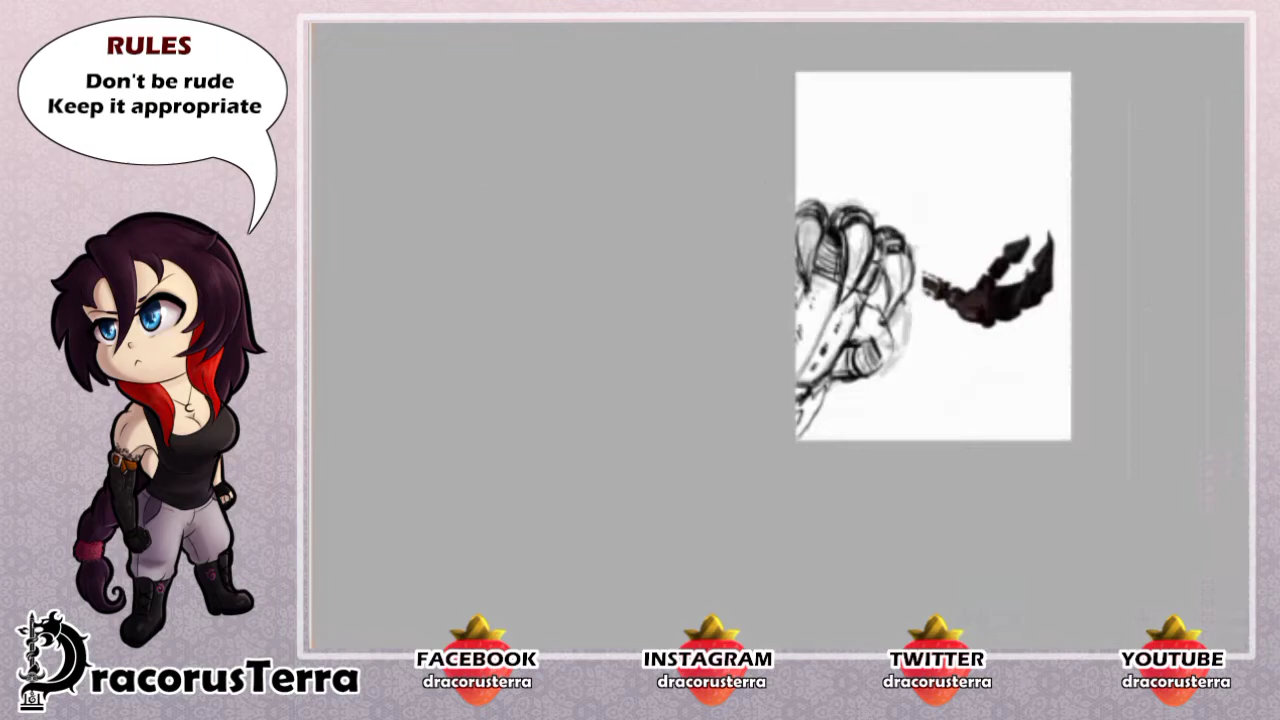 RULES
Don't be rude
Keep it appropriate
DracorusTerra
FACEBOOK
dracorusterra
INSTAGRAM
dracorusterra
TWITTER
dracorusterra
YOUTUBE
dracorusterra